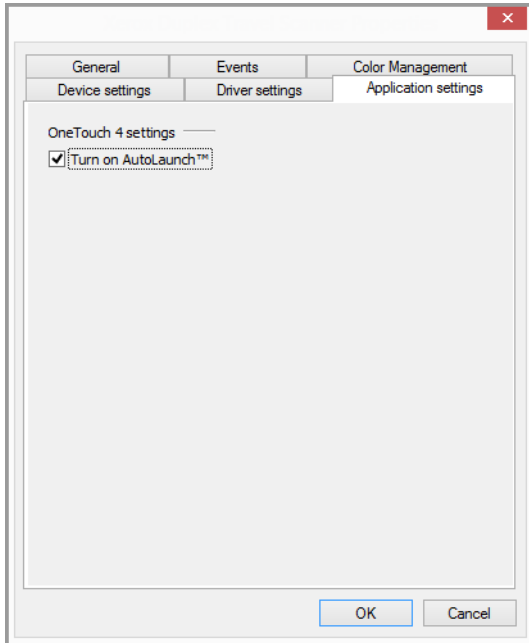 General Events Color Management
Device settings Driver settings Application settings
OneTouch 4 settings
Turn on AutoLaunch™
OK Cancel